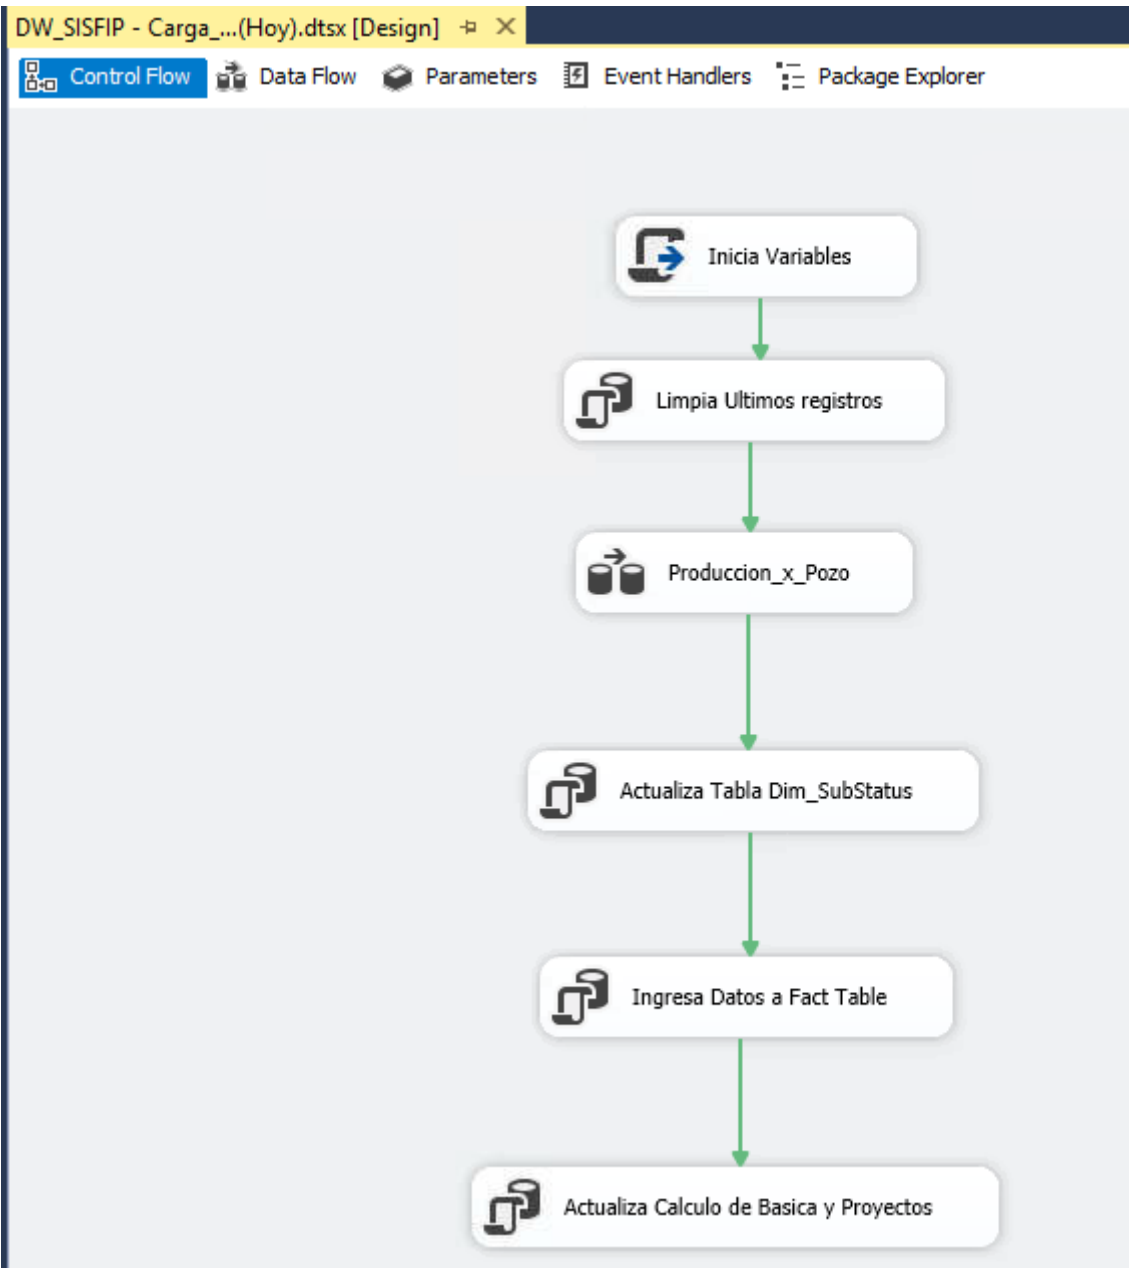 DW_SISFIP - Carga_...(Hoy).dtsx [Design]
Control Flow Data Flow Parameters Event Handlers Package Explorer
Inicia Variables
Limpia Ultimos registros
Produccion_x_Pozo
Actualiza Tabla Dim_SubStatus
Ingresa Datos a Fact Table
Actualiza Calculo de Basica y Proyectos